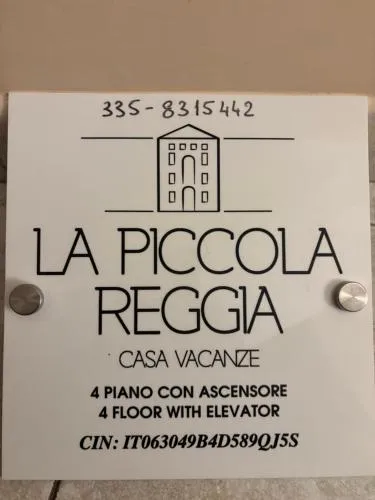 335-8315442
LA PICCOLA
REGGIA
CASA VACANZE
4 PIANO CON ASCENSORE
4 FLOOR WITH ELEVATOR
CIN: IT063049B4D589QJ5S